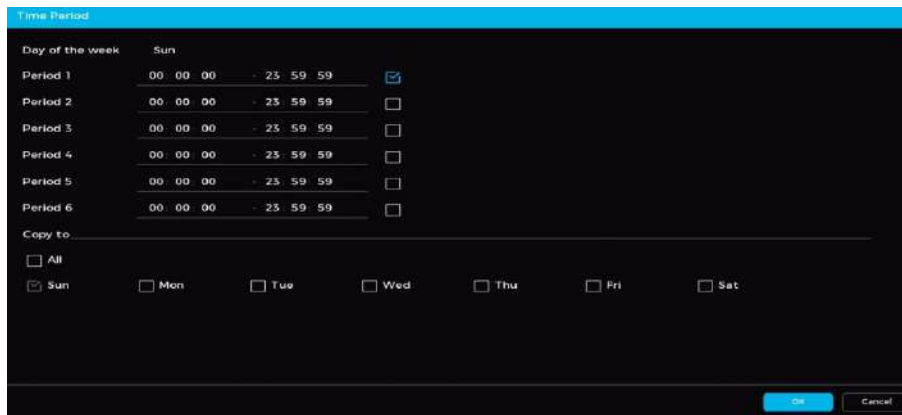 Time Period
Day of the week Sun
Period 1 00 : 00 : 00 - 23 : 59 : 59
Period 2 00 : 00 : 00 - 23 : 59 : 59
Period 3 00 : 00 : 00 - 23 : 59 : 59
Period 4 00 : 00 : 00 - 23 : 59 : 59
Period 5 00 : 00 : 00 - 23 : 59 : 59
Period 6 00 : 00 : 00 - 23 : 59 : 59
Copy to
All
Sun Mon Tue Wed Thu Fri Sat
OK Cancel